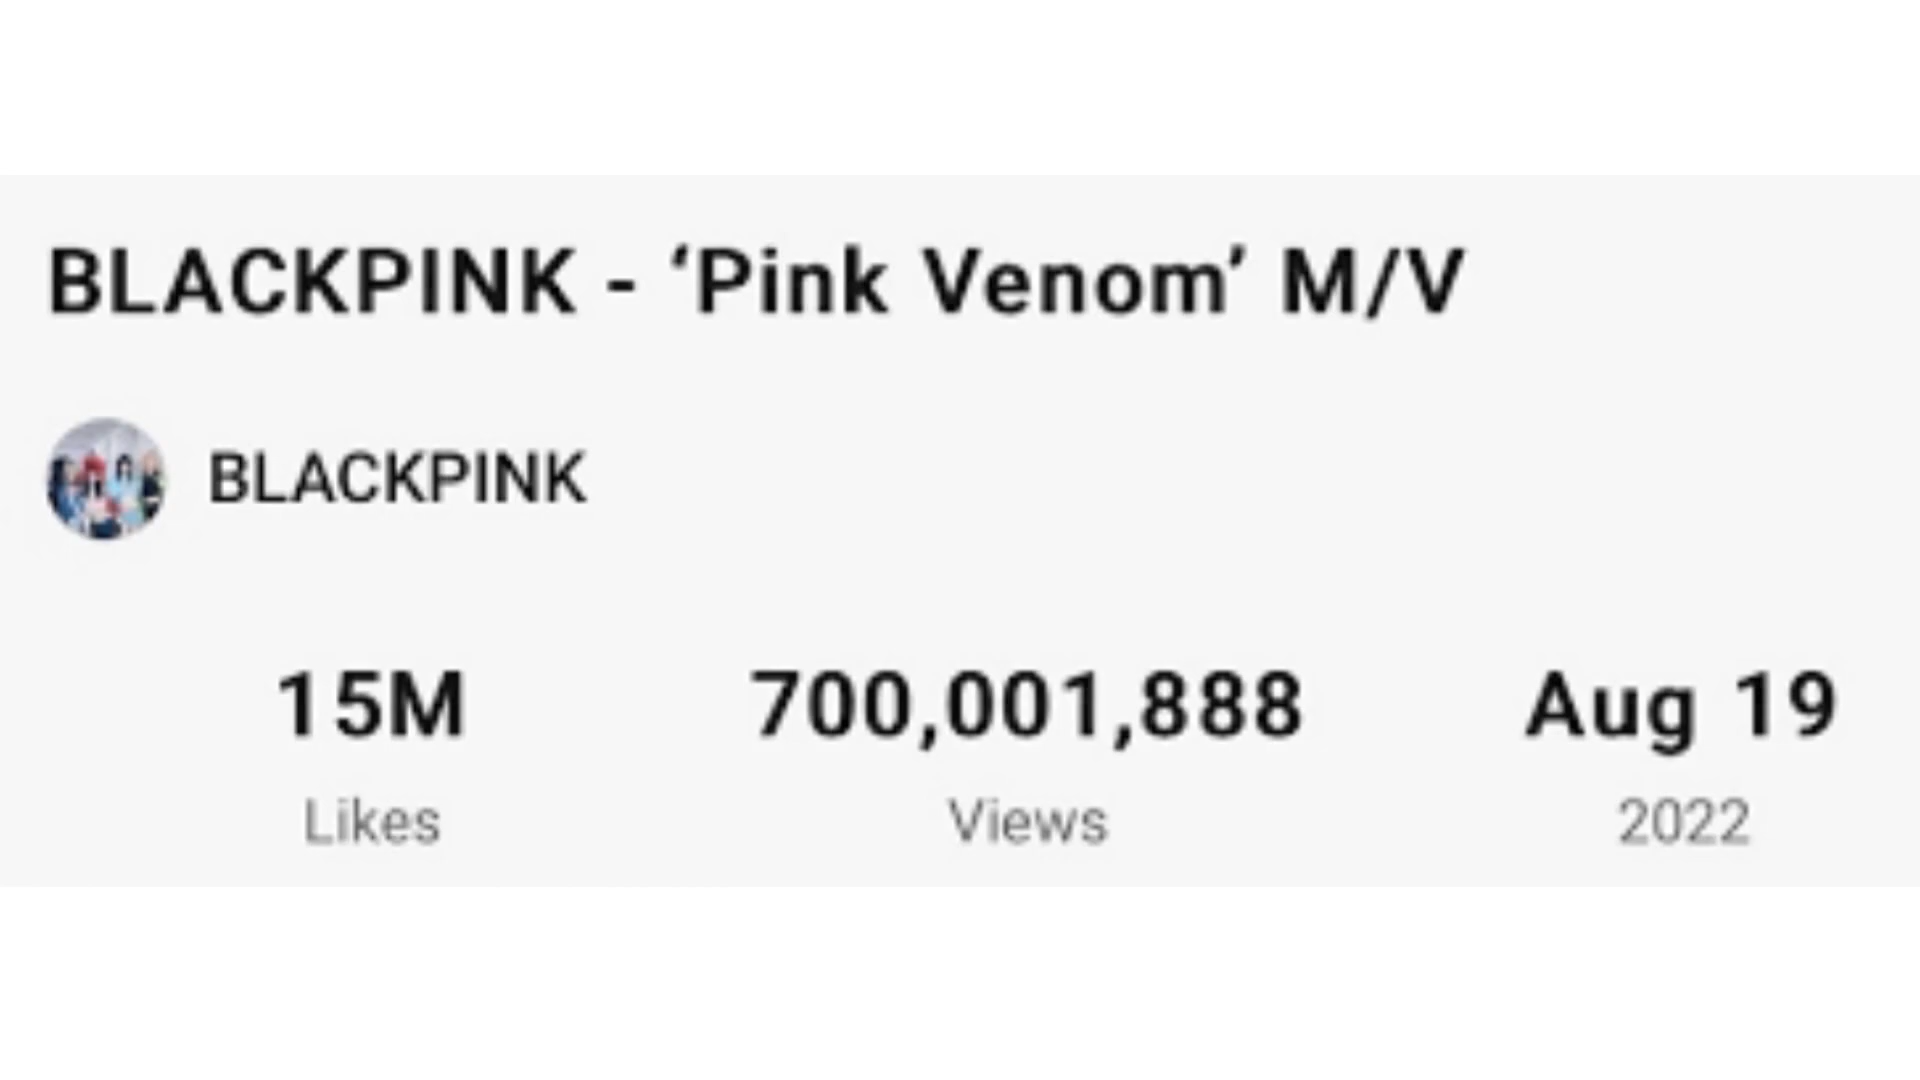 BLACKPINK - ‘Pink Venom’ M/V
BLACKPINK
15M 700,001,888 Aug 19
Likes Views 2022